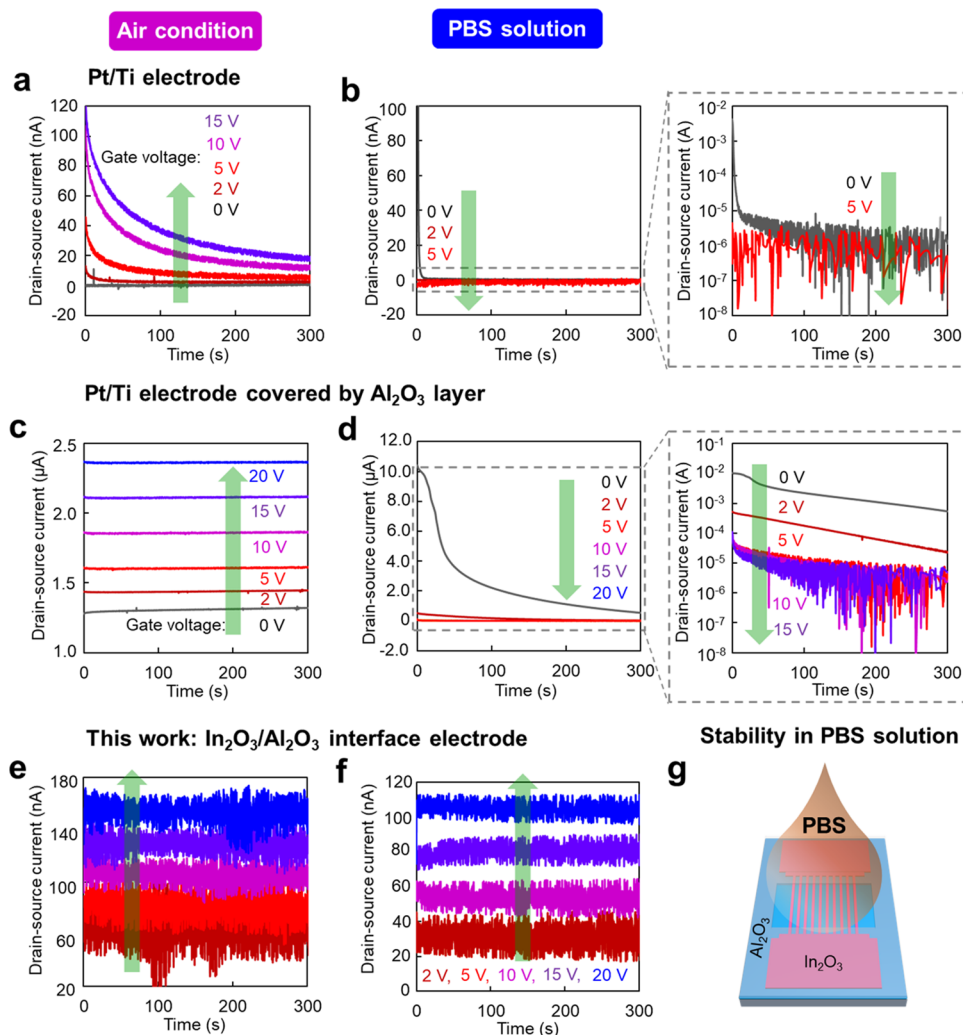 Air condition
PBS solution
Pt/Ti electrode
a
Drain-source current (nA)
120
100
80
60
40
20
0
-20
15 V
10 V
Gate voltage:
5 V
2 V
0 V
0
100
200
300
Time (s)
b
Drain-source current (nA)
100
80
60
40
20
0
-20
0 V
2 V
5 V
0
100
200
300
Time (s)
Drain-source current (A)
10⁻²
10⁻³
10⁻⁴
10⁻⁵
10⁻⁶
10⁻⁷
10⁻⁸
0 V
5 V
0
100
200
300
Time (s)
Pt/Ti electrode covered by Al₂O₃ layer
c
Drain-source current (μA)
2.5
2.0
1.5
1.0
20 V
15 V
10 V
5 V
2 V
Gate voltage:
0 V
0
100
200
300
Time (s)
d
Drain-source current (μA)
12.0
10.0
8.0
6.0
4.0
2.0
0
-2.0
0 V
2 V
5 V
10 V
15 V
20 V
0
100
200
300
Time (s)
Drain-source current (A)
10⁻¹
10⁻²
10⁻³
10⁻⁴
10⁻⁵
10⁻⁶
10⁻⁷
10⁻⁸
0 V
2 V
5 V
10 V
15 V
0
100
200
300
Time (s)
This work: In₂O₃/Al₂O₃ interface electrode
Stability in PBS solution
e
Drain-source current (nA)
180
140
100
60
20
0
100
200
300
Time (s)
f
Drain-source current (nA)
120
100
80
60
40
20
0
2 V, 5 V, 10 V, 15 V, 20 V
0
100
200
300
Time (s)
g
PBS
Al₂O₃
In₂O₃